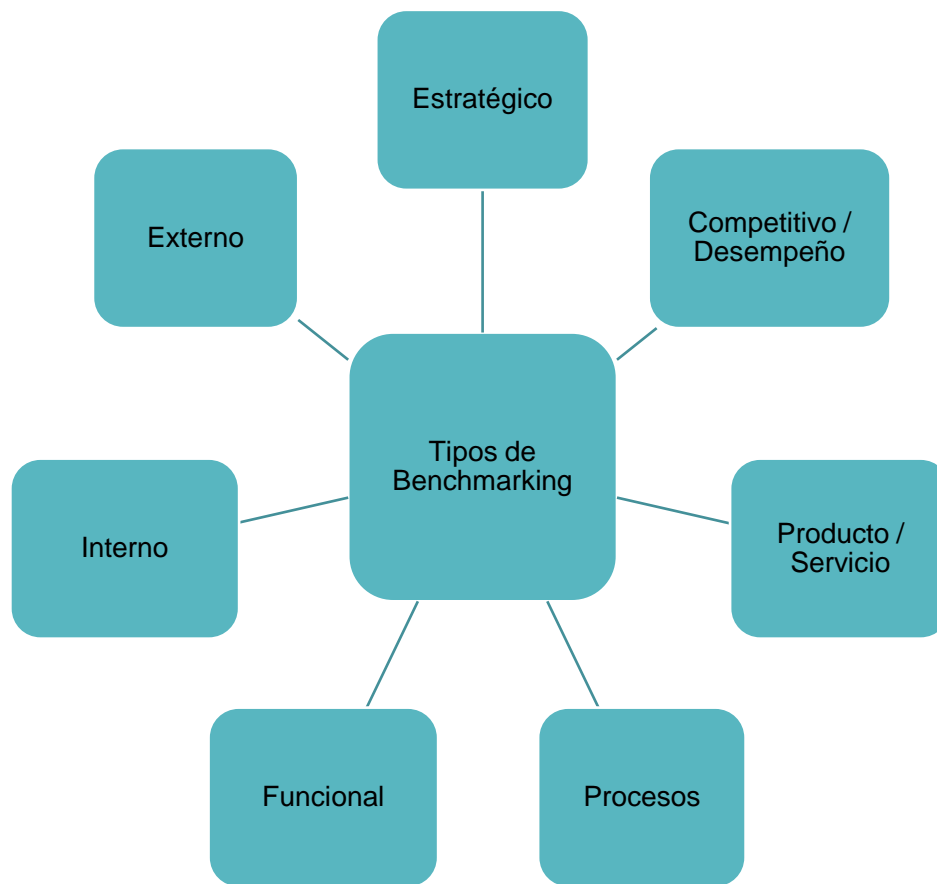 Estratégico
Externo
Competitivo /
Desempeño
Tipos de
Benchmarking
Interno
Producto /
Servicio
Funcional
Procesos